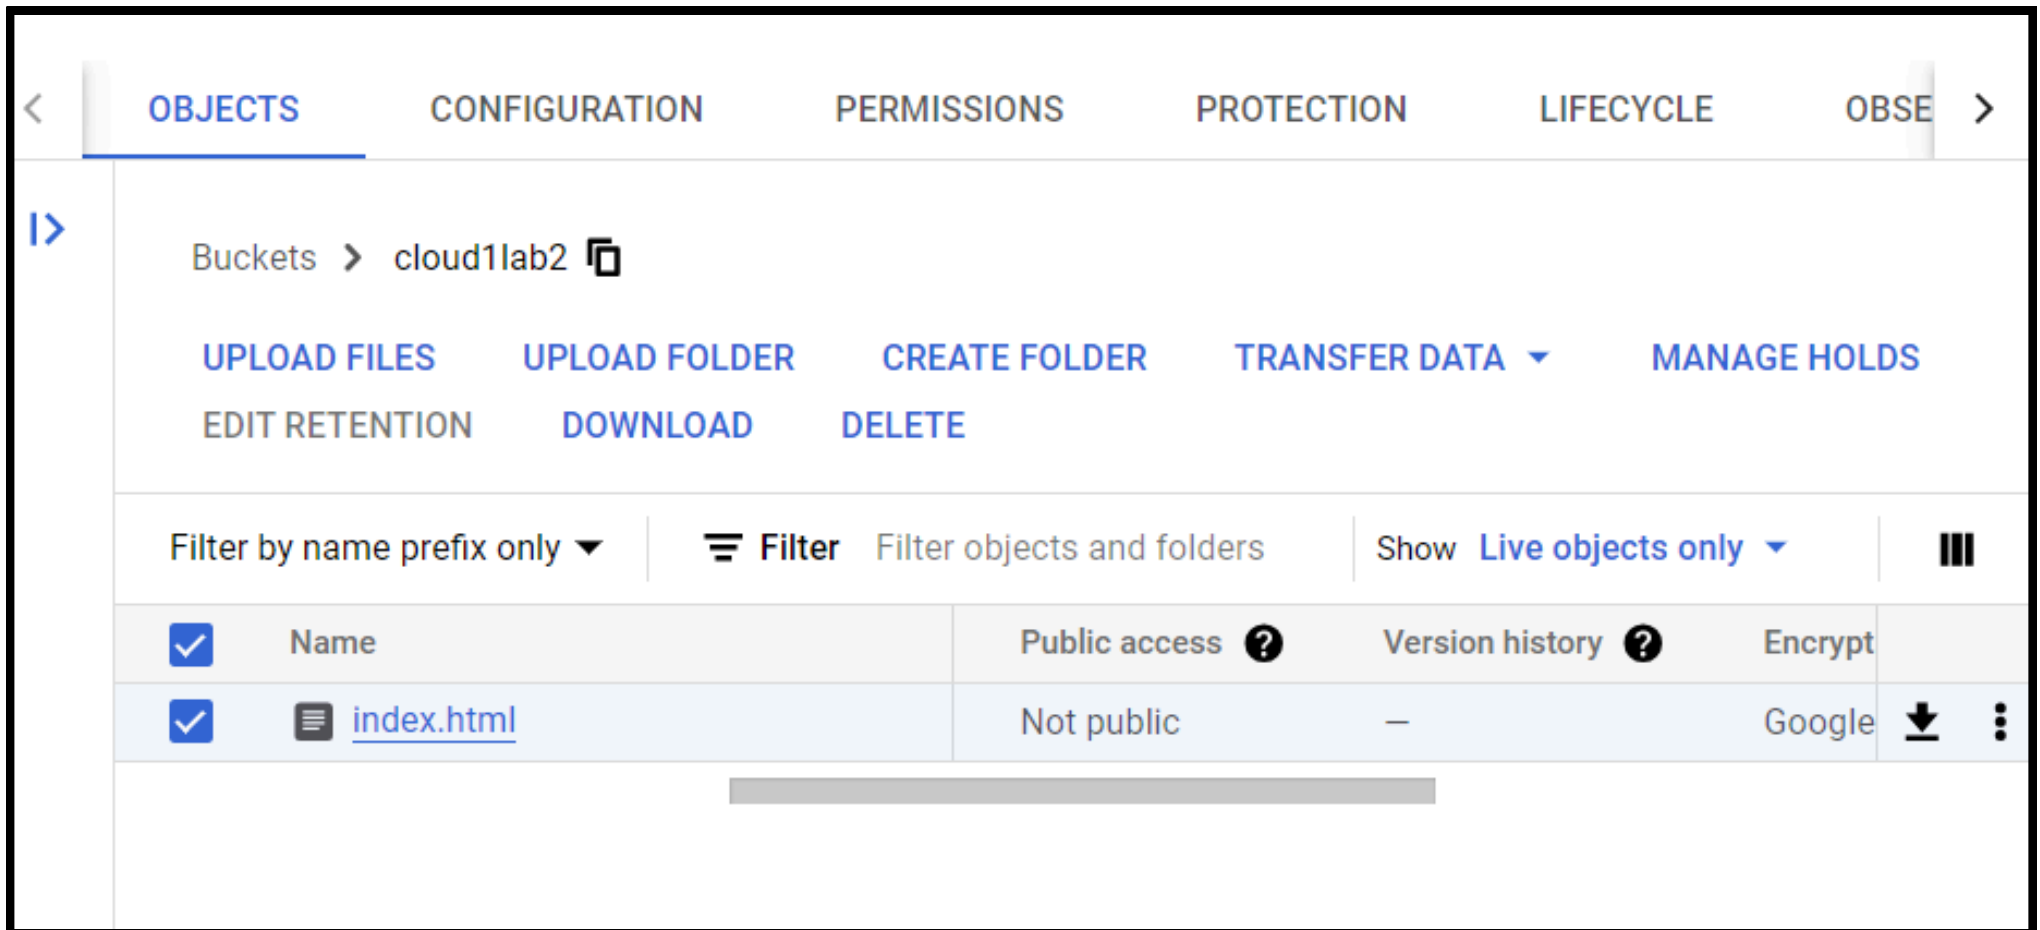 OBJECTS CONFIGURATION PERMISSIONS PROTECTION LIFECYCLE OBSE
Buckets cloud1lab2
UPLOAD FILES UPLOAD FOLDER CREATE FOLDER TRANSFER DATA MANAGE HOLDS
EDIT RETENTION DOWNLOAD DELETE
Filter by name prefix only Filter Filter objects and folders Show Live objects only
Name Public access Version history Encrypt
index.html Not public – Google